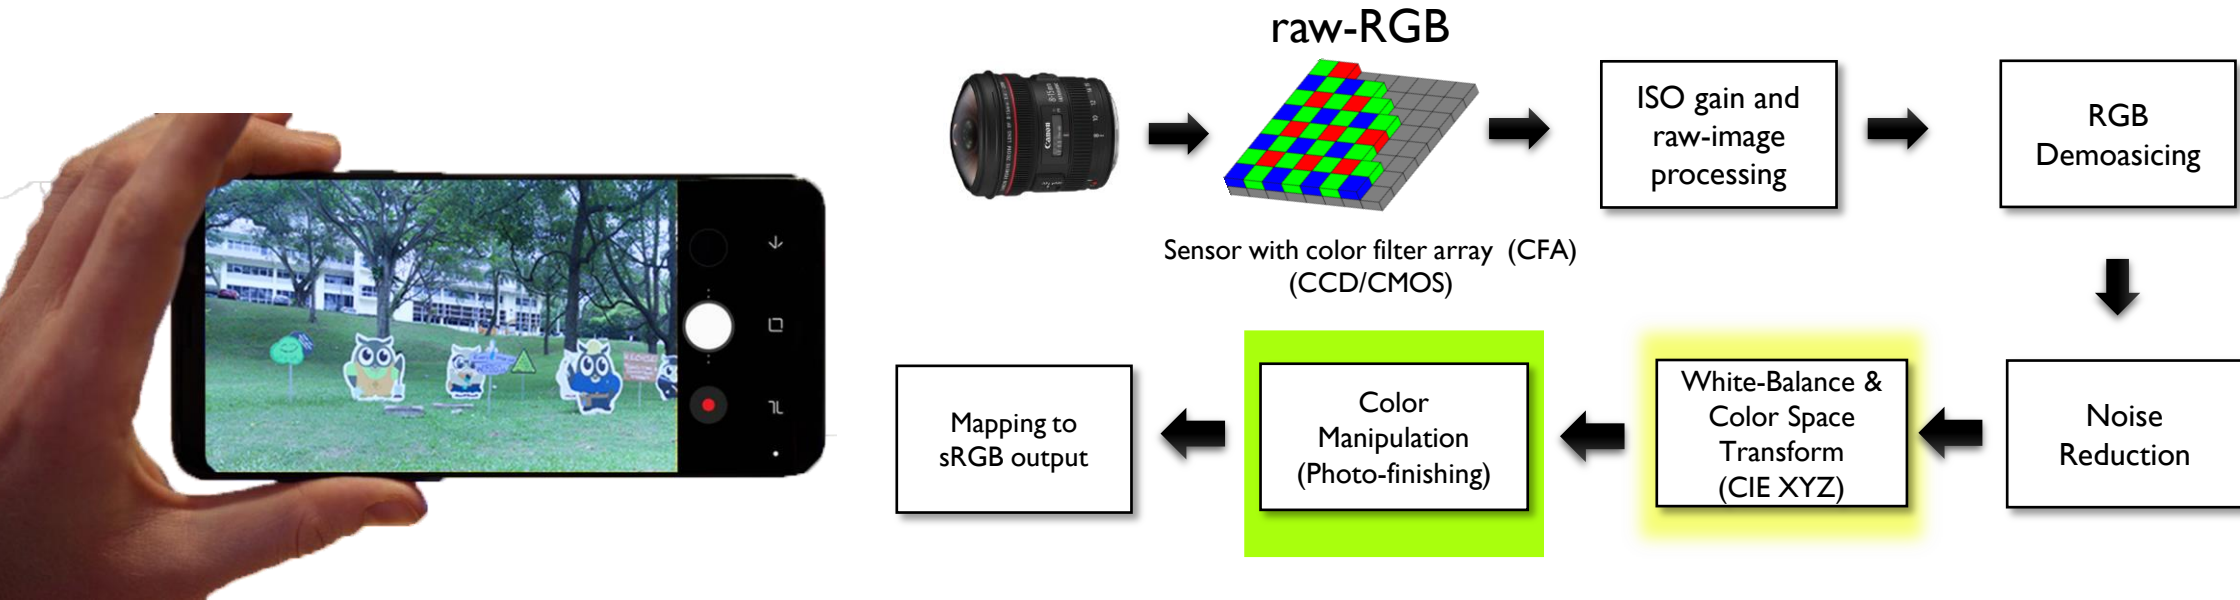 raw-RGB
Canon
Sensor with color filter array (CFA)
(CCD/CMOS)
ISO gain and
raw-image
processing
RGB
Demoasicing
Noise
Reduction
White-Balance &
Color Space
Transform
(CIE XYZ)
Color
Manipulation
(Photo-finishing)
Mapping to
sRGB output